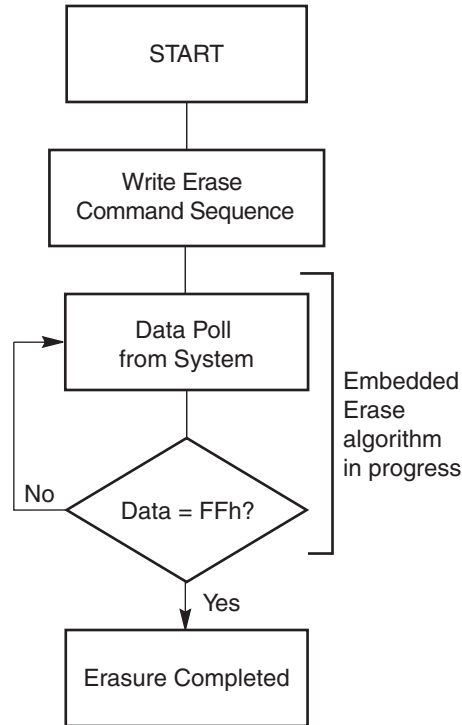 START
Write Erase
Command Sequence
Data Poll
from System
Embedded
Erase
algorithm
in progress
No
Data = FFh?
Yes
Erasure Completed